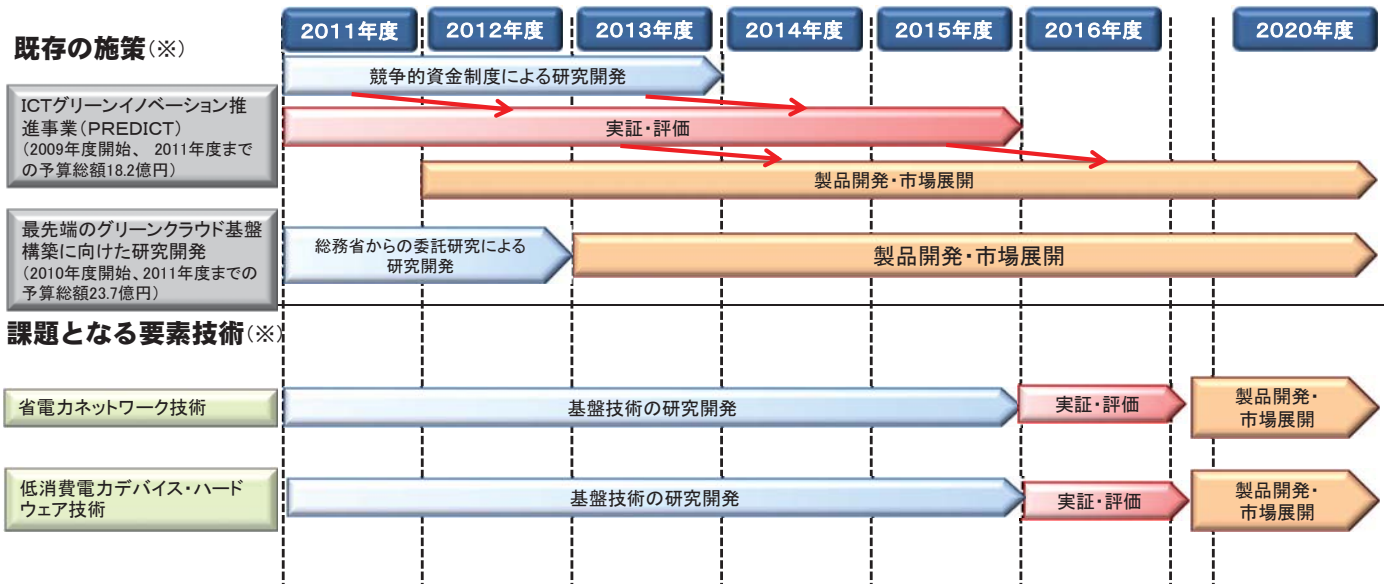 2011年度 2012年度 2013年度 2014年度 2015年度 2016年度 2020年度
既存の施策(※)
競争的資金制度による研究開発
ICTグリーンイノベーション推
進事業(PREDICT)
(2009年度開始、 2011年度まで
の予算総額18.2億円)
実証・評価
製品開発・市場展開
最先端のグリーンクラウド基盤
構築に向けた研究開発
(2010年度開始、2011年度までの
予算総額23.7億円)
総務省からの委託研究による
研究開発
製品開発・市場展開
課題となる要素技術(※)
省電力ネットワーク技術
基盤技術の研究開発
実証・評価
製品開発・
市場展開
低消費電力デバイス・ハード
ウェア技術
基盤技術の研究開発
実証・評価
製品開発・
市場展開